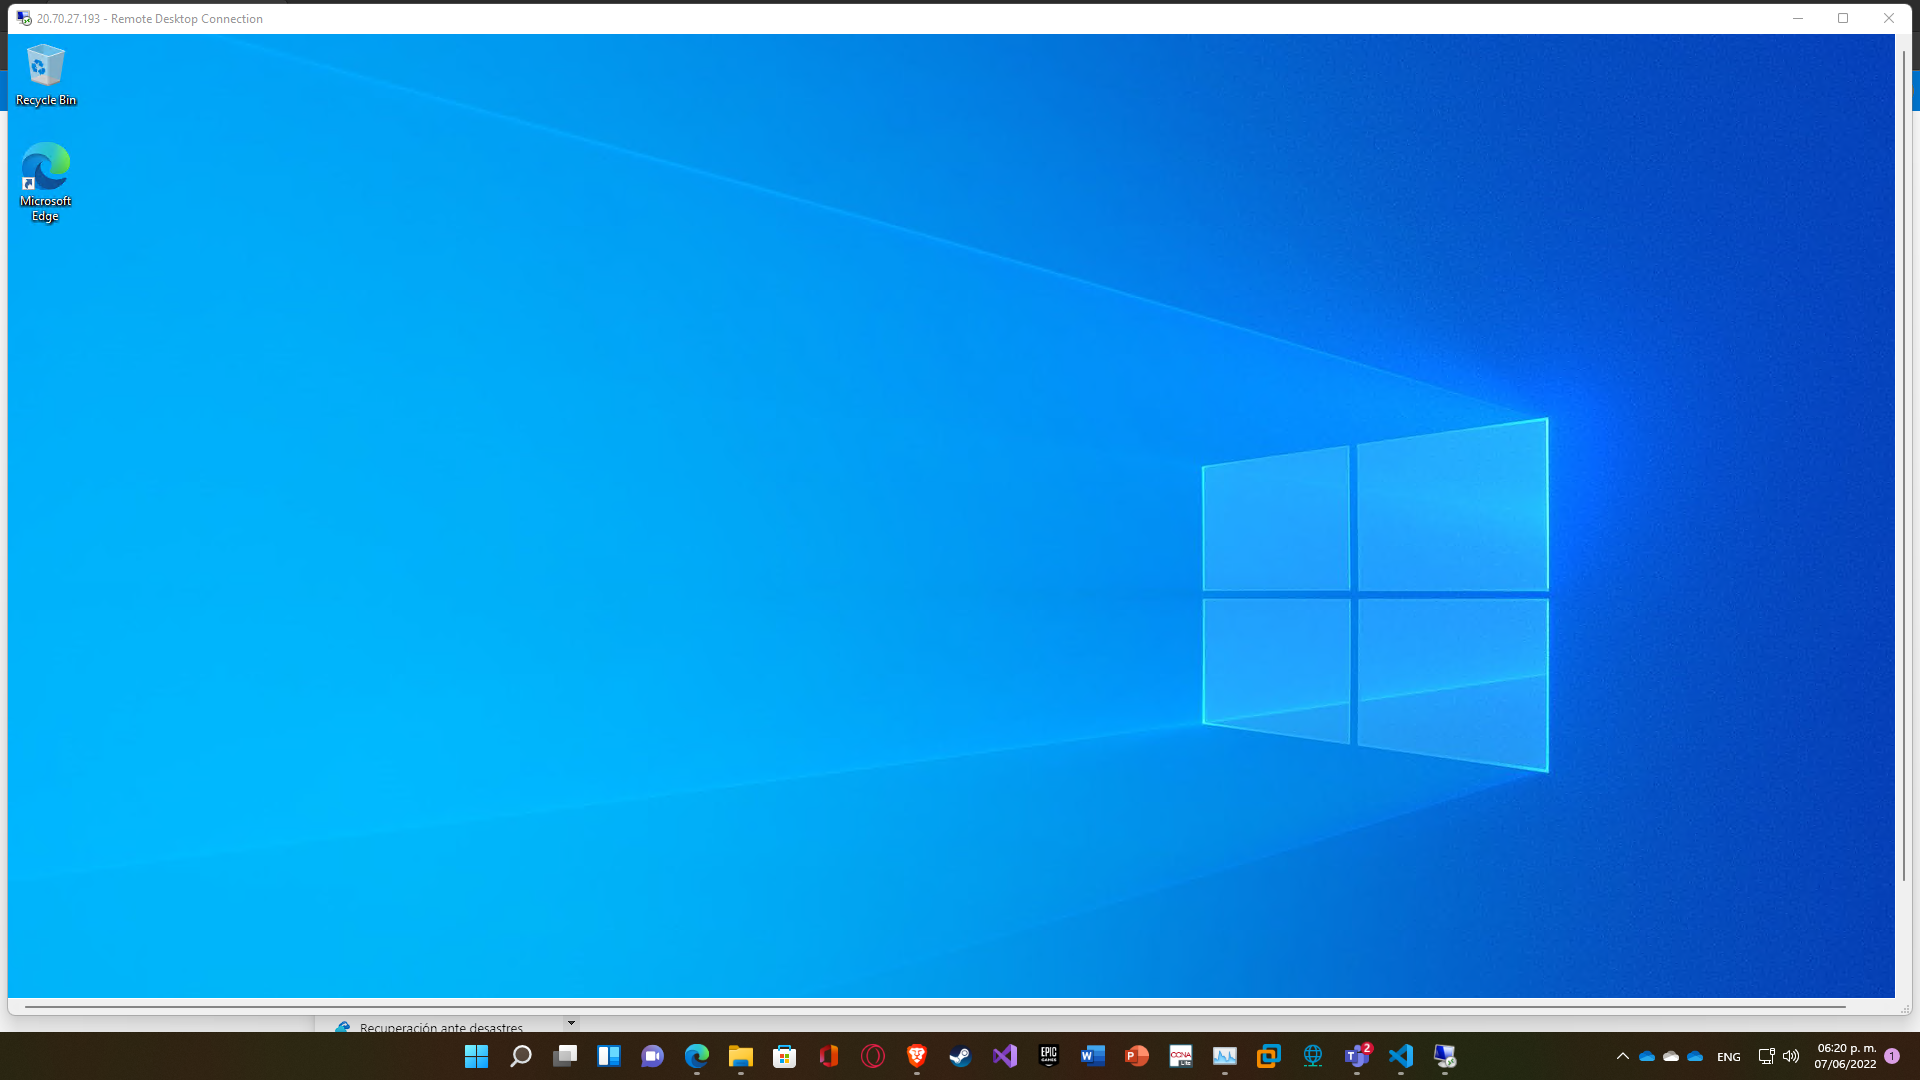 20.70.27.193 - Remote Desktop Connection
Recycle Bin
Microsoft
Edge
Recuperación ante desastres
EPIC
GAMES
W
P
CCNA
T
2
ENG
06:20 p. m.
07/06/2022
1